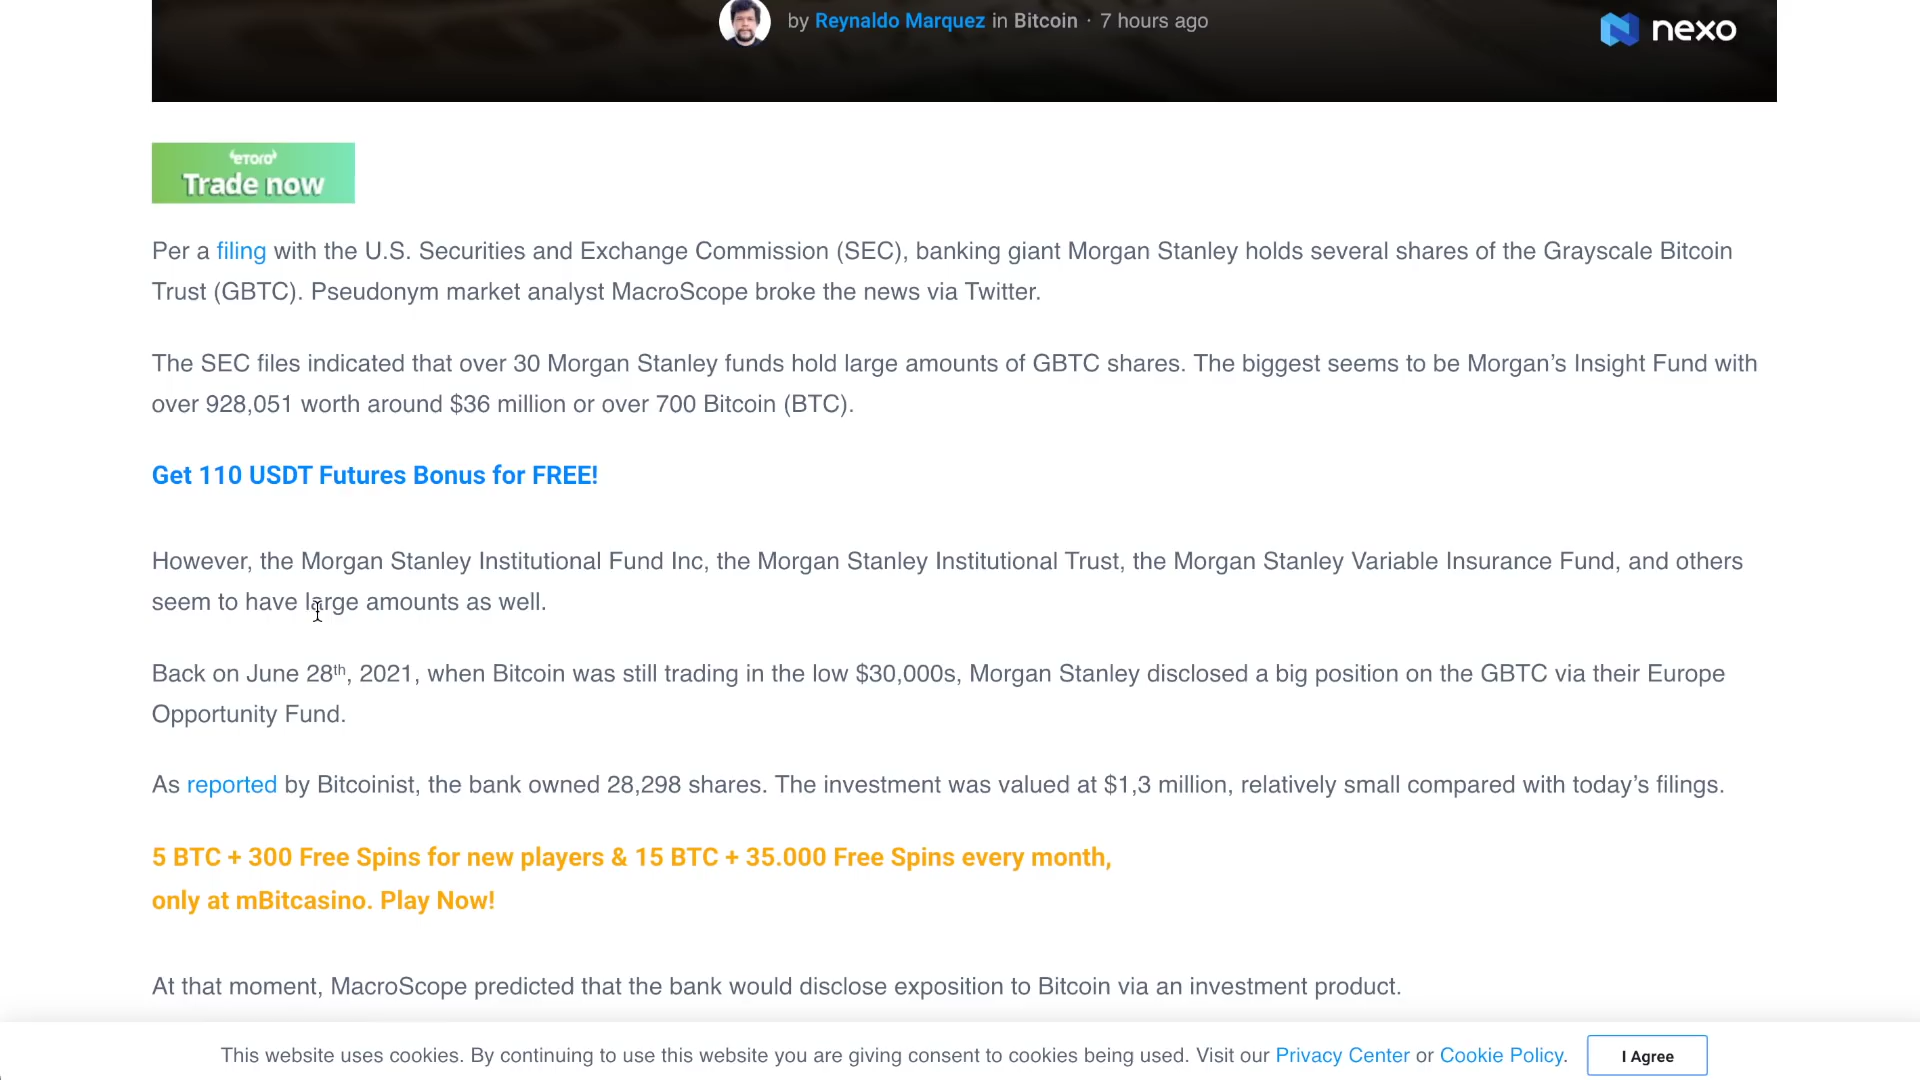 by Reynaldo Marquez in Bitcoin · 7 hours ago
nexo
eTORO
Trade now
Per a filing with the U.S. Securities and Exchange Commission (SEC), banking giant Morgan Stanley holds several shares of the Grayscale Bitcoin
Trust (GBTC). Pseudonym market analyst MacroScope broke the news via Twitter.
The SEC files indicated that over 30 Morgan Stanley funds hold large amounts of GBTC shares. The biggest seems to be Morgan’s Insight Fund with
over 928,051 worth around $36 million or over 700 Bitcoin (BTC).
Get 110 USDT Futures Bonus for FREE!
However, the Morgan Stanley Institutional Fund Inc, the Morgan Stanley Institutional Trust, the Morgan Stanley Variable Insurance Fund, and others
seem to have large amounts as well.
Back on June 28th, 2021, when Bitcoin was still trading in the low $30,000s, Morgan Stanley disclosed a big position on the GBTC via their Europe
Opportunity Fund.
As reported by Bitcoinist, the bank owned 28,298 shares. The investment was valued at $1,3 million, relatively small compared with today’s filings.
5 BTC + 300 Free Spins for new players & 15 BTC + 35.000 Free Spins every month,
only at mBitcasino. Play Now!
At that moment, MacroScope predicted that the bank would disclose exposition to Bitcoin via an investment product.
This website uses cookies. By continuing to use this website you are giving consent to cookies being used. Visit our Privacy Center or Cookie Policy.
I Agree